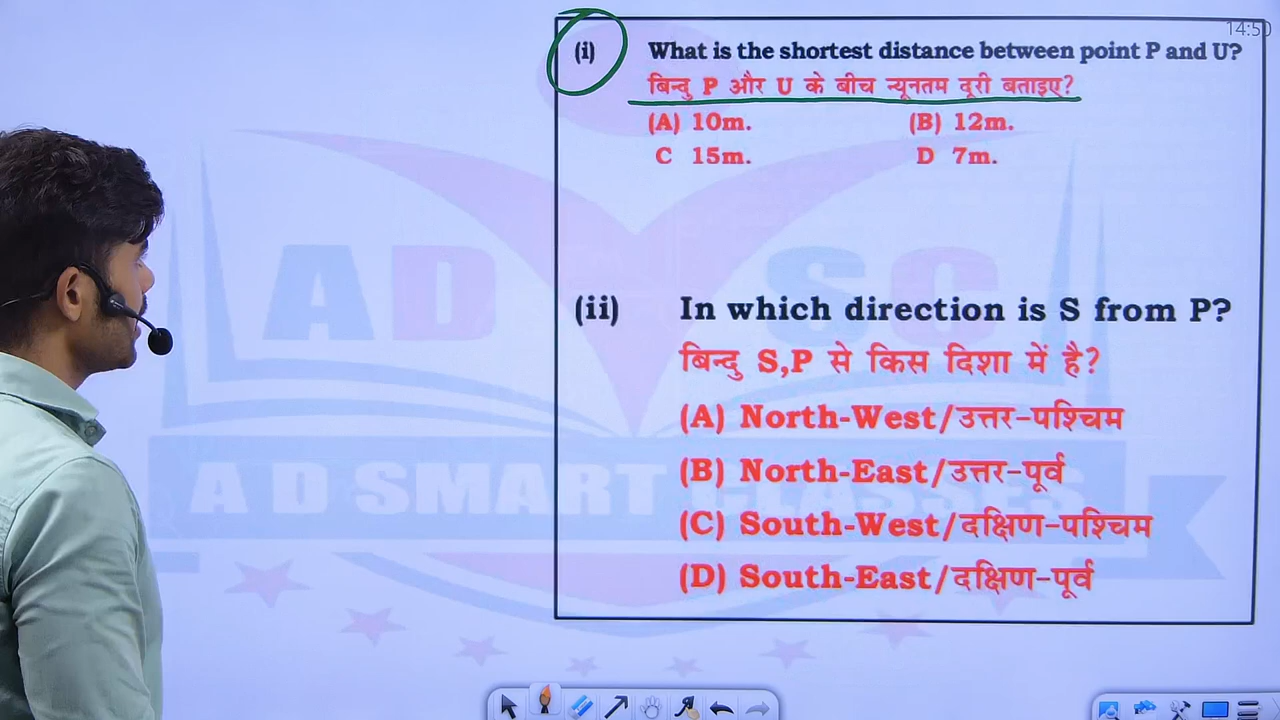 14:50
(i) What is the shortest distance between point P and U?
बिन्दु P और U के बीच न्यूनतम दूरी बताइए?
(A) 10m. (B) 12m.
C 15m. D 7m.
A D S C
(ii) In which direction is S from P?
बिन्दु S,P से किस दिशा में है?
(A) North-West/उत्तर-पश्चिम
(B) North-East/उत्तर-पूर्व
A D SMART CLASSES
(C) South-West/दक्षिण-पश्चिम
(D) South-East/दक्षिण-पूर्व